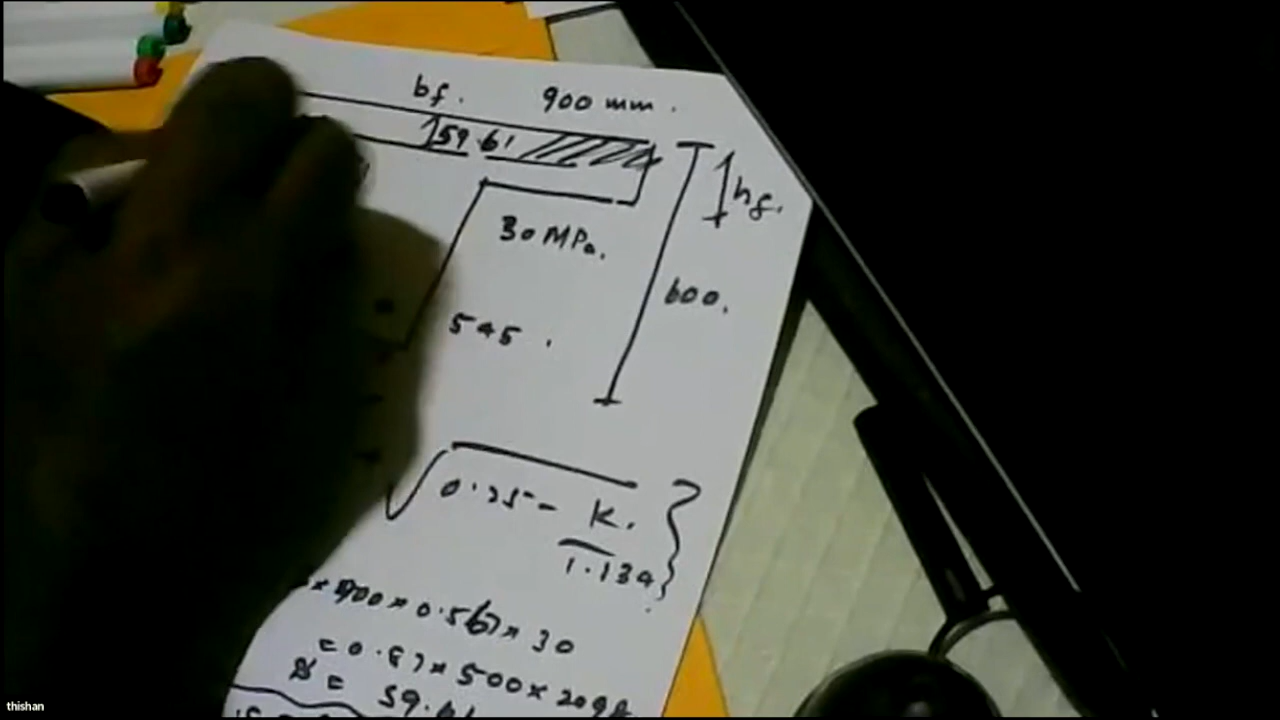 bf. 900 mm.
59.61
hf.
30 MPa.
600.
545.
0.25 - K.
1.134
× 900 × 0.567 × 30
= 0.87 × 500 × 209
= 59.61
thishan